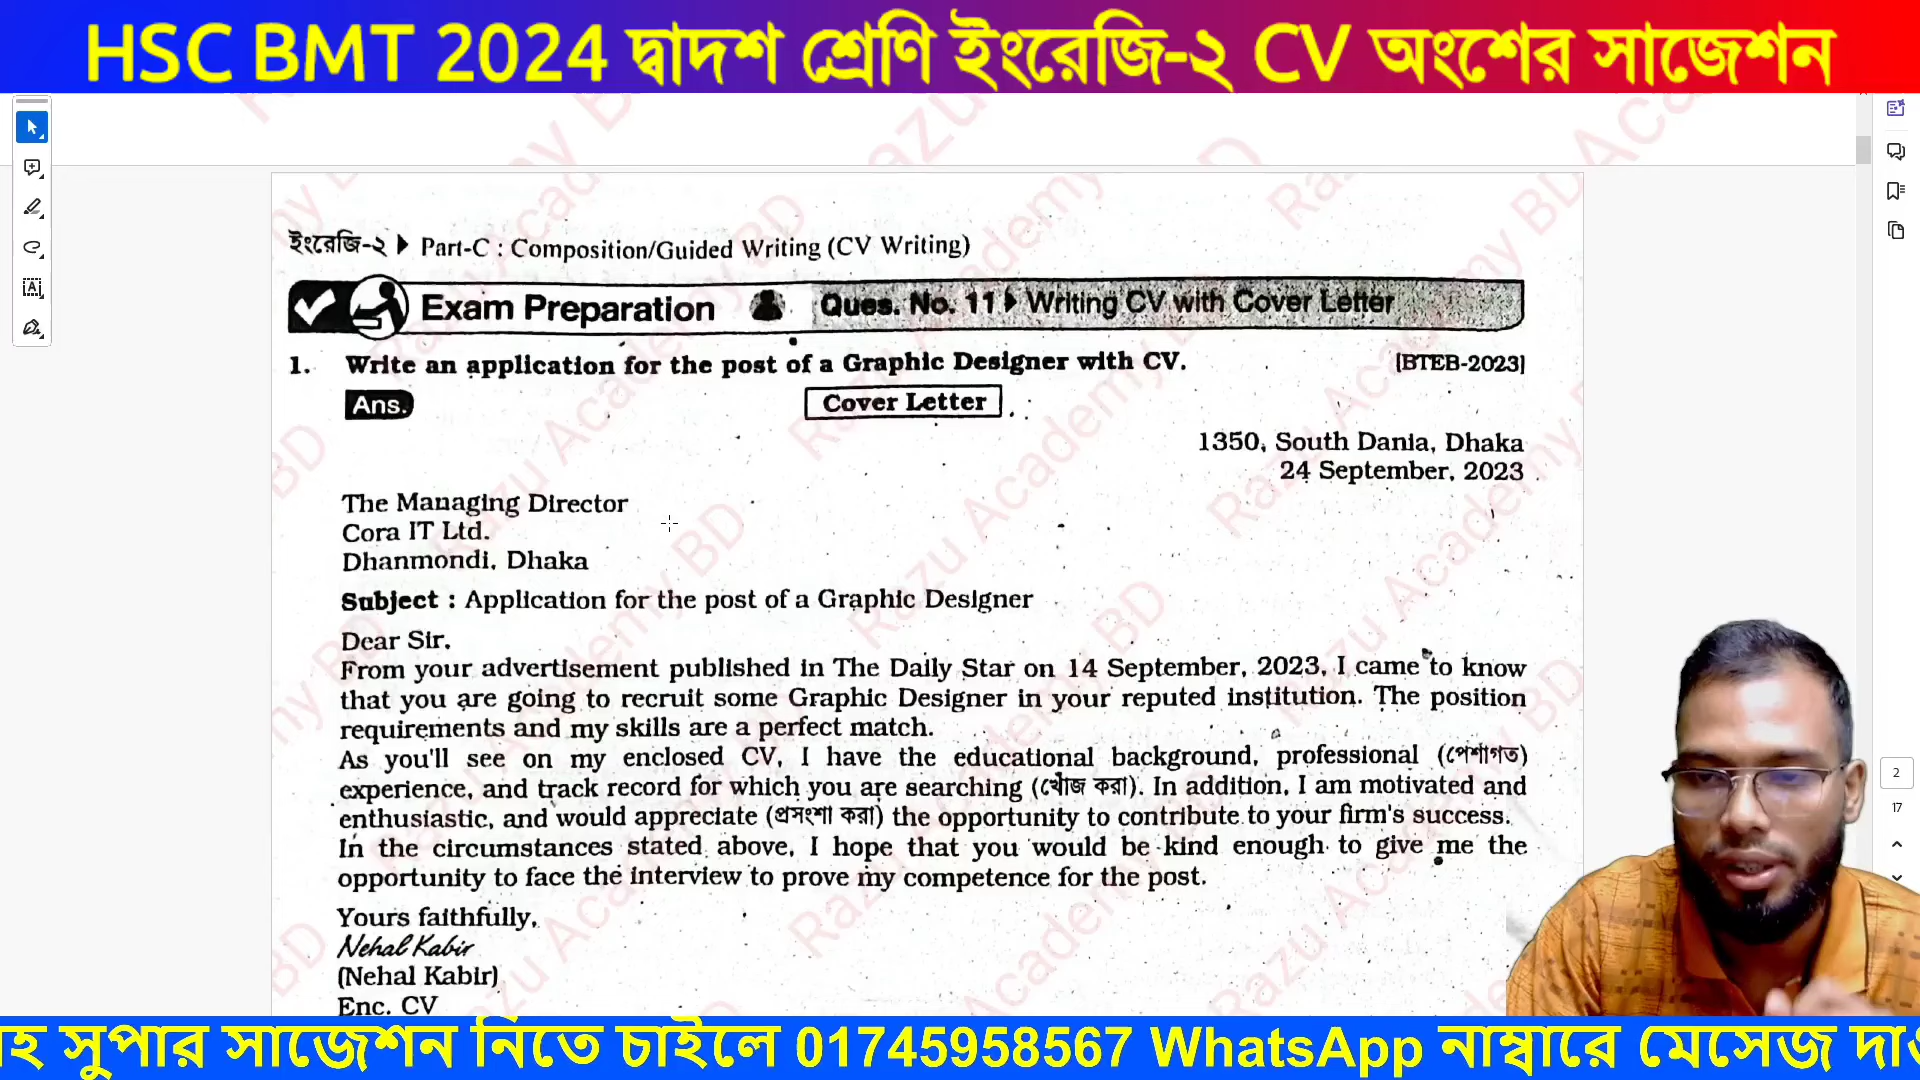 HSC BMT 2024 দ্বাদশ শ্রেণি ইংরেজি-২ CV অংশের সাজেশন
ইংরেজি-২ Part-C : Composition/Guided Writing (CV Writing)
Exam Preparation Ques. No. 11 Writing CV with Cover Letter
1. Write an application for the post of a Graphic Designer with CV. [BTEB-2023]
Ans. Cover Letter
1350, South Dania, Dhaka
24 September, 2023
The Managing Director
Cora IT Ltd.
Dhanmondi, Dhaka
Subject : Application for the post of a Graphic Designer
Dear Sir,
From your advertisement published in The Daily Star on 14 September, 2023, I came to know
that you are going to recruit some Graphic Designer in your reputed institution. The position
requirements and my skills are a perfect match.
As you'll see on my enclosed CV, I have the educational background, professional (পেশাগত)
experience, and track record for which you are searching (খোঁজ করা). In addition, I am motivated and
enthusiastic, and would appreciate (প্রসংশা করা) the opportunity to contribute to your firm's success.
In the circumstances stated above, I hope that you would be kind enough to give me the
opportunity to face the interview to prove my competence for the post.
Yours faithfully,
Nehal Kabir
(Nehal Kabir)
Enc. CV
2
17
Razu Academy BD
সুপার সাজেশন নিতে চাইলে 01745958567 WhatsApp নাম্বারে মেসেজ